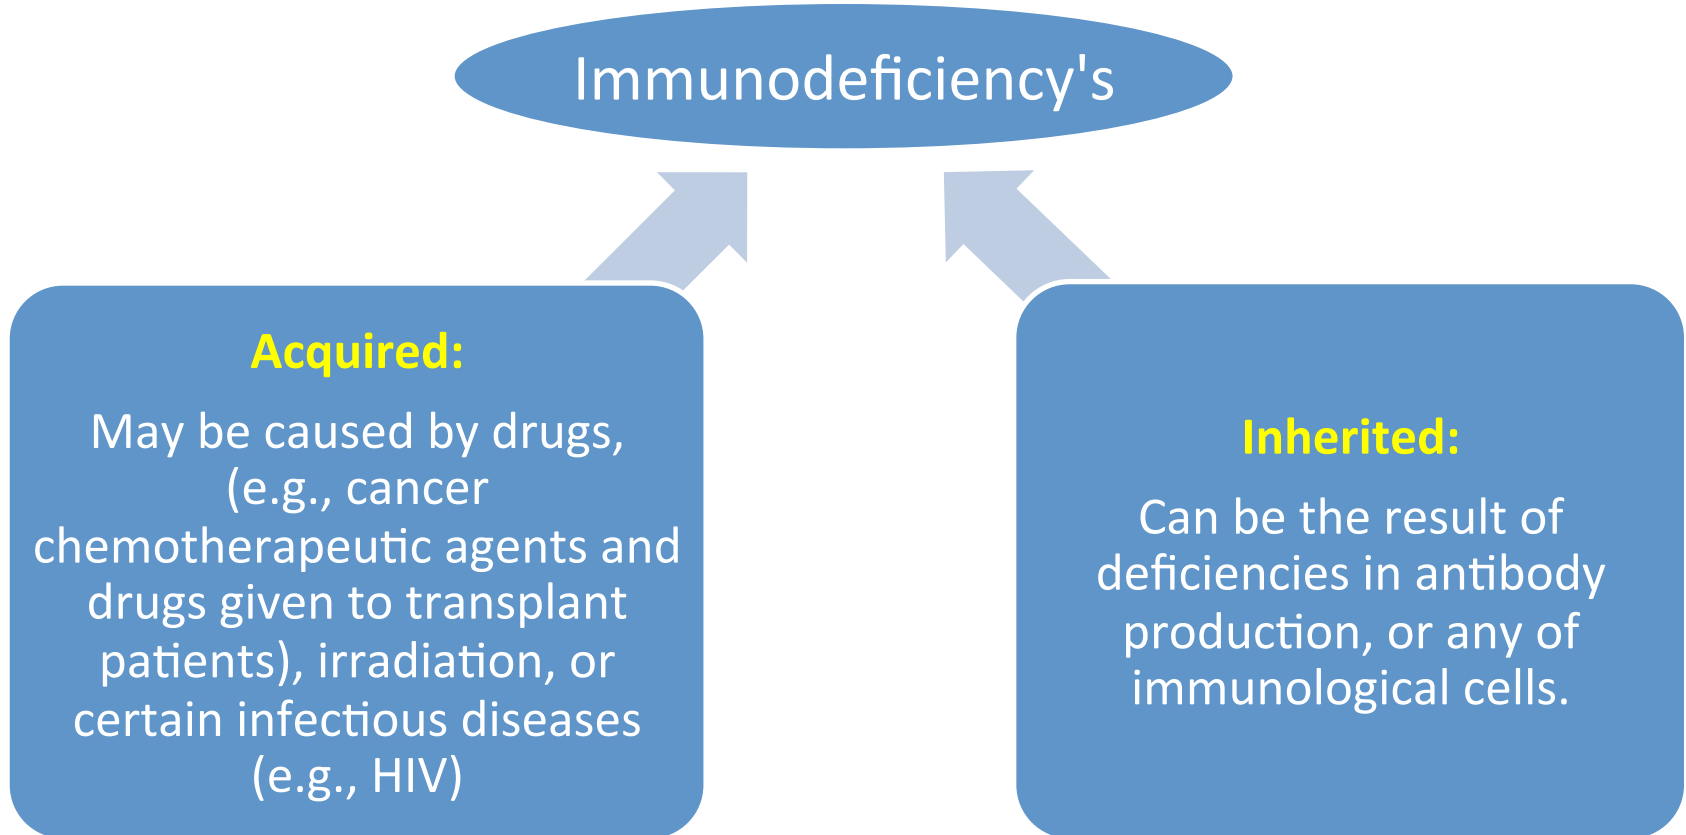 Immunodeficiency's
Acquired:
May be caused by drugs,
(e.g., cancer
chemotherapeutic agents and
drugs given to transplant
patients), irradiation, or
certain infectious diseases
(e.g., HIV)
Inherited:
Can be the result of
deficiencies in antibody
production, or any of
immunological cells.